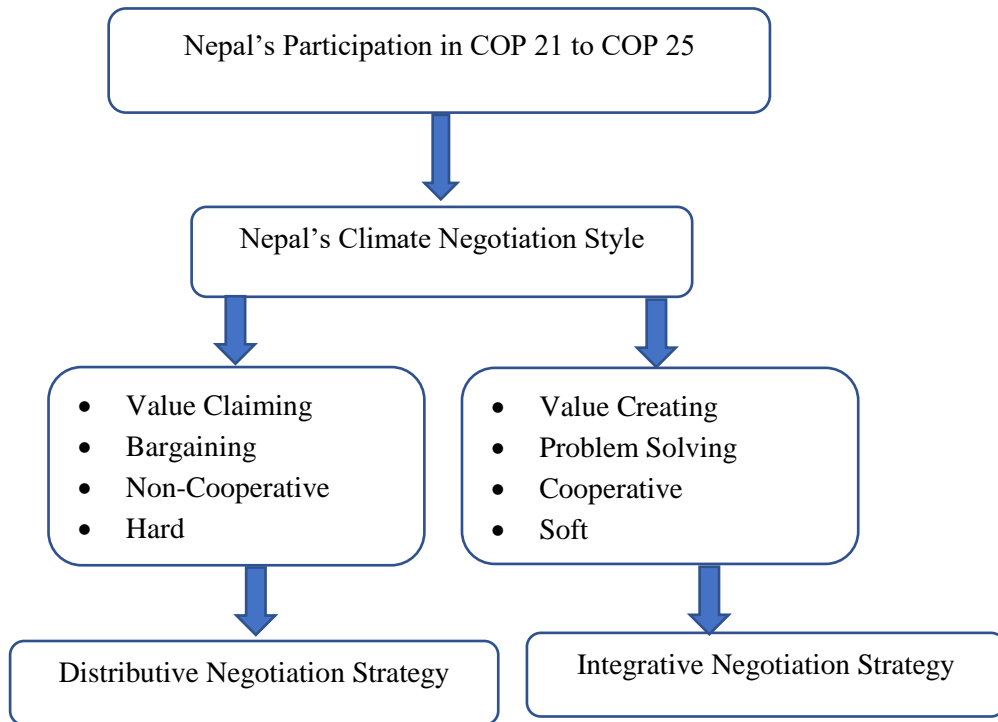 Nepal’s Participation in COP 21 to COP 25
Nepal’s Climate Negotiation Style
• Value Claiming
• Bargaining
• Non-Cooperative
• Hard
• Value Creating
• Problem Solving
• Cooperative
• Soft
Distributive Negotiation Strategy
Integrative Negotiation Strategy